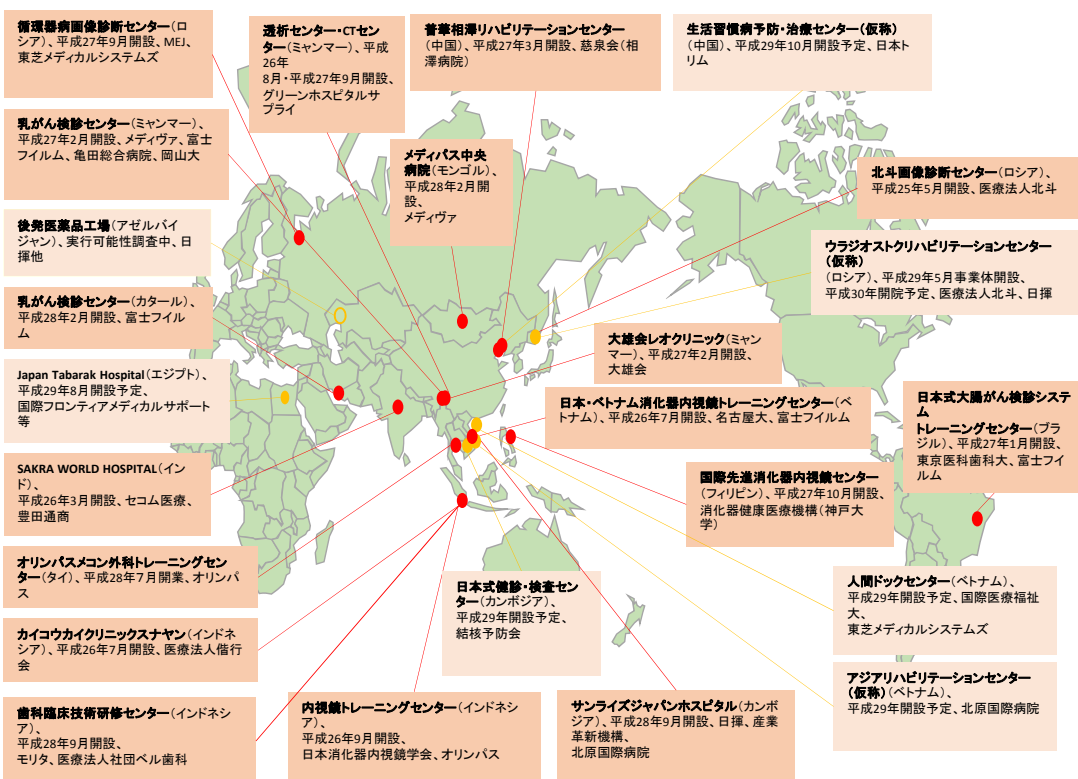 循環器病画像診断センター(ロ
シア)、平成27年9月開設、MEJ、
東芝メディカルシステムズ
透析センター・CTセン
ター(ミャンマー)、平成
26年
8月・平成27年9月開設、
グリーンホスピタルサ
プライ
普華相澤リハビリテーションセンター
(中国)、平成27年3月開設、慈泉会(相
澤病院)
生活習慣病予防・治療センター(仮称)
(中国)、平成29年10月開設予定、日本ト
リム
乳がん検診センター(ミャンマー)、
平成27年2月開設、メディヴァ、富士
フイルム、亀田総合病院、岡山大
メディパス中央
病院(モンゴル)、
平成28年2月開
設、
メディヴァ
北斗画像診断センター(ロシア)、
平成25年5月開設、医療法人北斗
後発医薬品工場(アゼルバイ
ジャン)、実行可能性調査中、日
揮他
ウラジオストクリハビリテーションセンター
(仮称)
(ロシア)、平成29年5月事業体開設、
平成30年開院予定、医療法人北斗、日揮
乳がん検診センター(カタール)、
平成28年2月開設、富士フイル
ム
大雄会レオクリニック(ミャン
マー)、平成27年2月開設、
大雄会
Japan Tabarak Hospital(エジプト)、
平成29年8月開設予定、
国際フロンティアメディカルサポート
等
日本・ベトナム消化器内視鏡トレーニングセンター(ベ
トナム)、平成26年7月開設、名古屋大、富士フイルム
日本式大腸がん検診システ
ム
トレーニングセンター(ブラ
ジル)、平成27年1月開設、
東京医科歯科大、富士フイ
ルム
SAKRA WORLD HOSPITAL(イン
ド)、
平成26年3月開設、セコム医療、
豊田通商
国際先進消化器内視鏡センター
(フィリピン)、平成27年10月開設、
消化器健康医療機構(神戸大
学)
オリンパスメコン外科トレーニングセン
ター(タイ)、平成28年7月開業、オリンパ
ス
日本式健診・検査セン
ター(カンボジア)、
平成29年開設予定、
結核予防会
人間ドックセンター(ベトナム)、
平成29年開設予定、国際医療福祉
大、
東芝メディカルシステムズ
カイコウカイクリニックスナヤン(インドネ
シア)、平成26年7月開設、医療法人偕行
会
アジアリハビリテーションセンター
(仮称)(ベトナム)、
平成29年開設予定、北原国際病院
歯科臨床技術研修センター(インドネシ
ア)、
平成28年9月開設、
モリタ、医療法人社団ベル歯科
内視鏡トレーニングセンター(インドネシ
ア)、
平成26年9月開設、
日本消化器内視鏡学会、オリンパス
サンライズジャパンホスピタル(カンボ
ジア)、平成28年9月開設、日揮、産業
革新機構、
北原国際病院